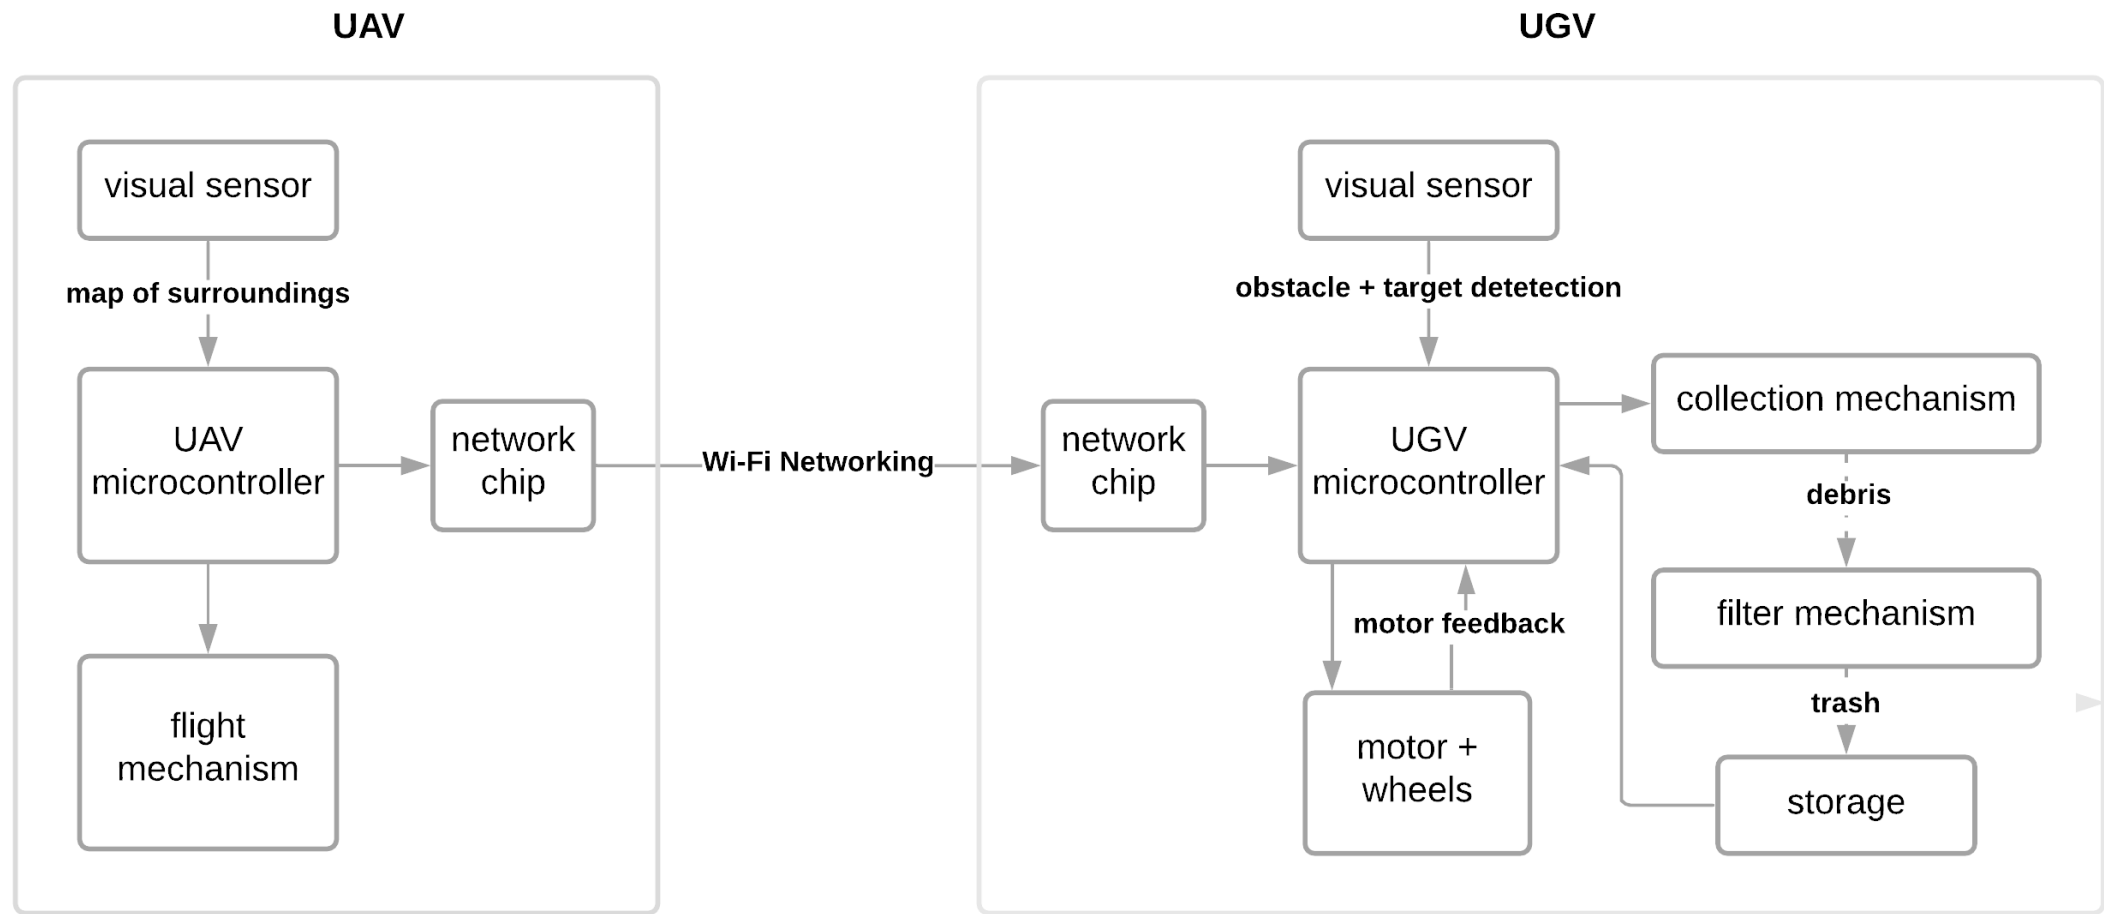 UAV
UGV
visual sensor
map of surroundings
UAV
microcontroller
network
chip
flight
mechanism
Wi-Fi Networking
visual sensor
obstacle + target detetection
network
chip
UGV
microcontroller
motor feedback
motor +
wheels
collection mechanism
debris
filter mechanism
trash
storage